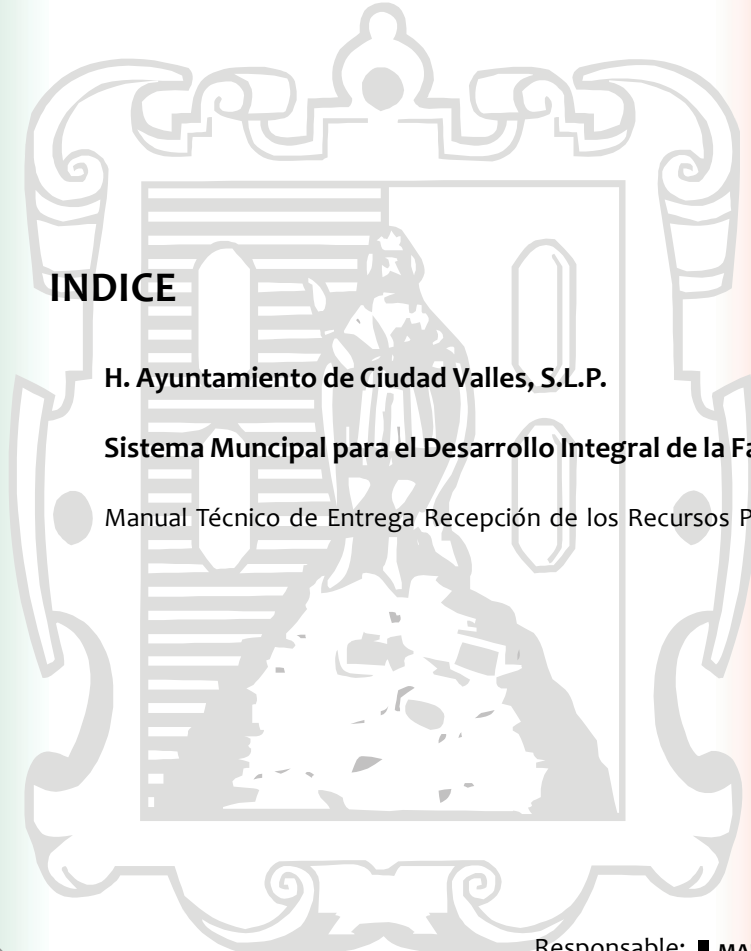 INDICE
H. Ayuntamiento de Ciudad Valles, S.L.P.
Sistema Muncipal para el Desarrollo Integral de la
Manual Técnico de Entrega Recepción de los Recursos
Responsable: